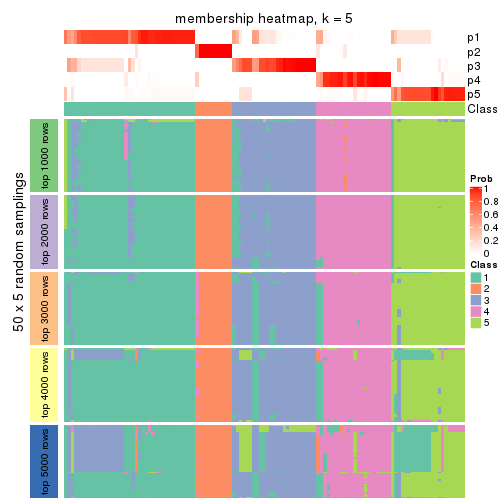 membership heatmap, k = 5
p1
p2
p3
p4
p5
Class
50 x 5 random samplings
top 1000 rows
top 2000 rows
top 3000 rows
top 4000 rows
top 5000 rows
Prob
1
0.8
0.6
0.4
0.2
0
Class
1
2
3
4
5